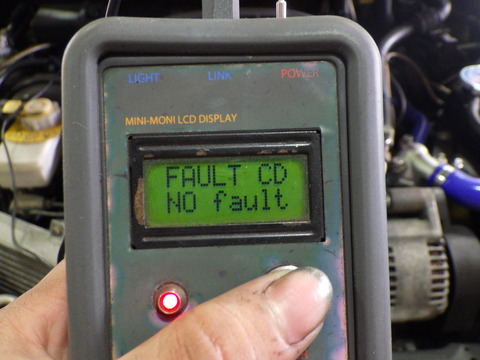 LIGHT LINK POWER
MINI-MONI LCD DISPLAY
FAULT CD
NO fault